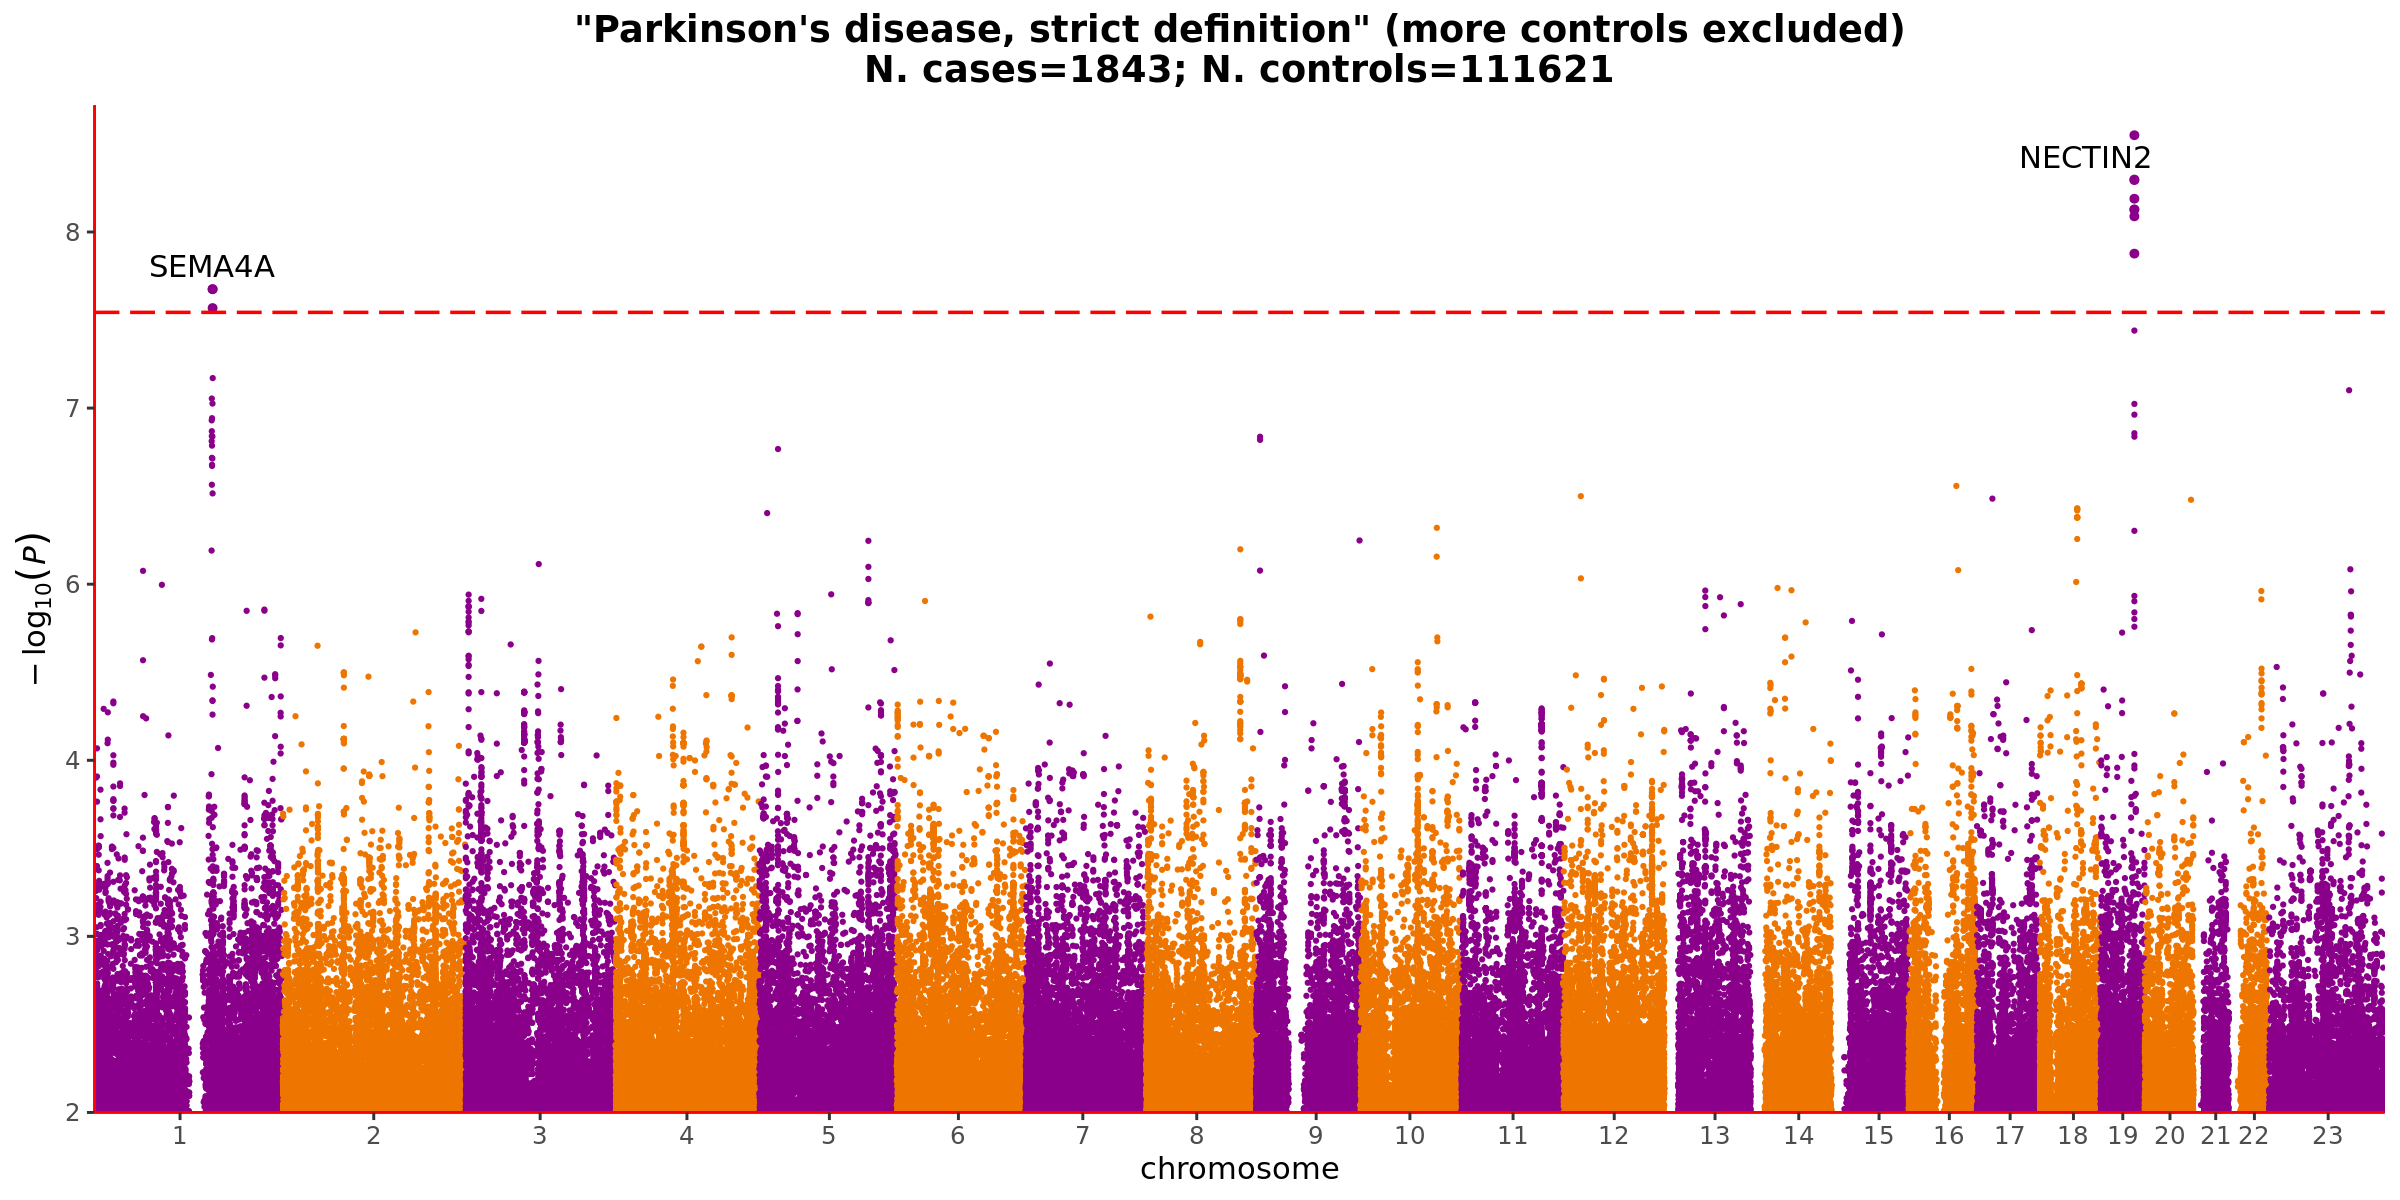 "Parkinson's disease, strict definition" (more controls excluded)
N. cases=1843; N. controls=111621
NECTIN2
SEMA4A
8
7
6
5
4
3
2
−log10(P)
1 2 3 4 5 6 7 8 9 10 11 12 13 14 15 16 17 18 19 20 21 22 23
chromosome